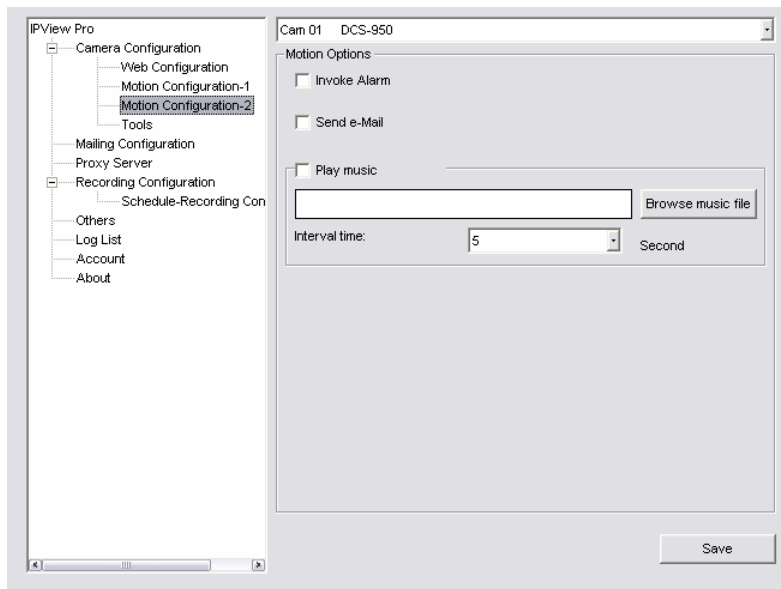 IPView Pro
Camera Configuration
Web Configuration
Motion Configuration-1
Motion Configuration-2
Tools
Mailing Configuration
Proxy Server
Recording Configuration
Schedule-Recording Con
Others
Log List
Account
About
Cam 01 DCS-950
Motion Options
Invoke Alarm
Send e-Mail
Play music
Browse music file
Interval time: 5 Second
Save